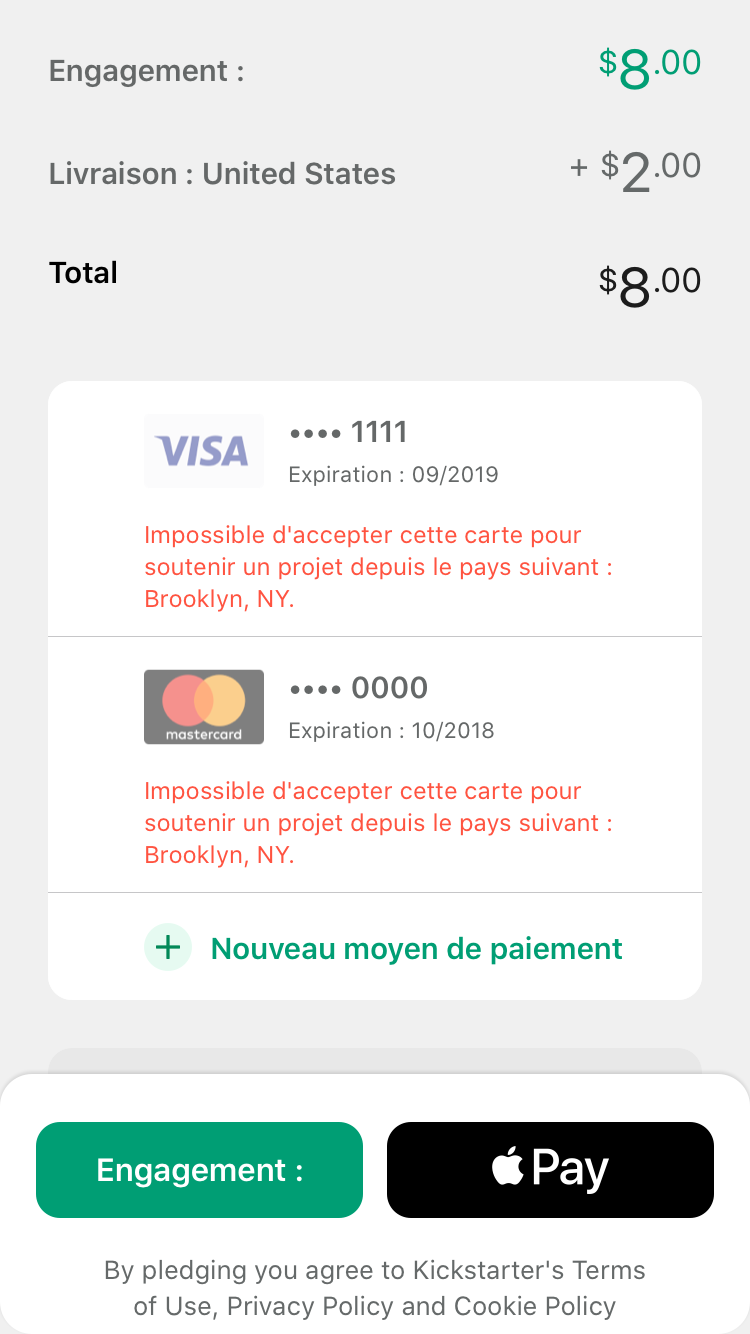 Engagement :
$8.00
Livraison : United States
+ $2.00
Total
$8.00
VISA
•••• 1111
Expiration : 09/2019
Impossible d'accepter cette carte pour
soutenir un projet depuis le pays suivant :
Brooklyn, NY.
mastercard
•••• 0000
Expiration : 10/2018
Impossible d'accepter cette carte pour
soutenir un projet depuis le pays suivant :
Brooklyn, NY.
+ Nouveau moyen de paiement
Engagement :
Pay
By pledging you agree to Kickstarter's Terms
of Use, Privacy Policy and Cookie Policy